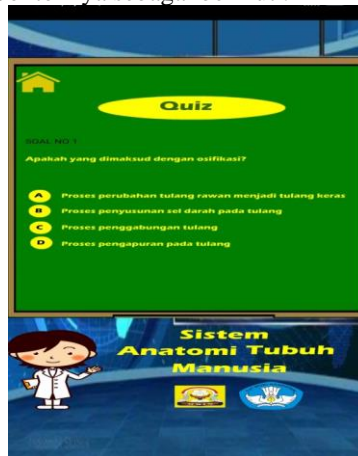 Quiz
SOAL NO 1
Apakah yang dimaksud dengan osifikasi?
A Proses perubahan tulang rawan menjadi tulang keras
B Proses penyusunan sel darah pada tulang
C Proses penggabungan tulang
D Proses pengapuran pada tulang
Sistem
Anatomi Tubuh
Manusia